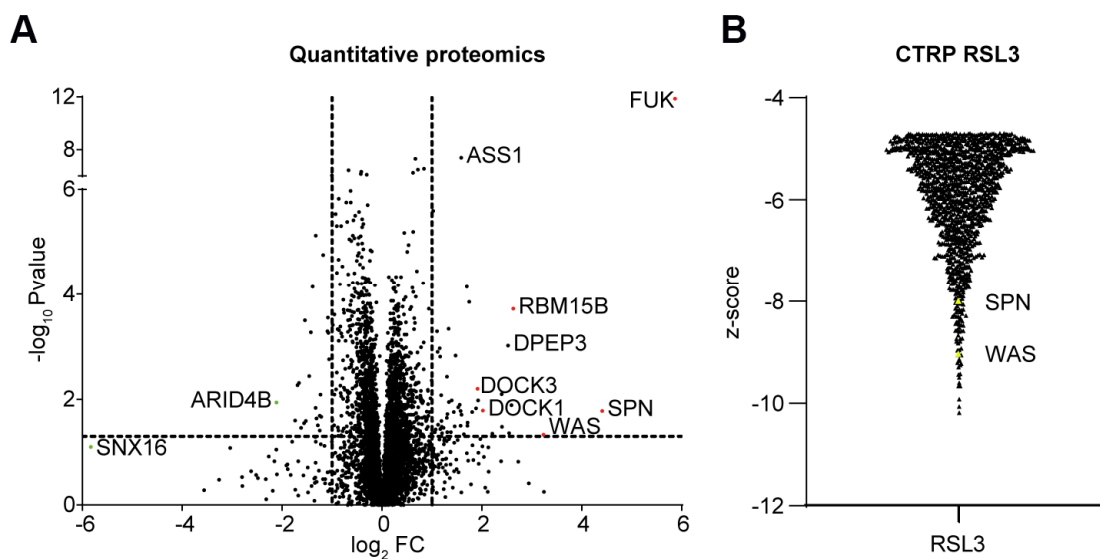 A
Quantitative proteomics
12
8
6
4
2
0
-log10 Pvalue
FUK
ASS1
RBM15B
DPEP3
DOCK3
DOCK1
SPN
WAS
ARID4B
SNX16
-6
-4
-2
0
2
4
6
log2 FC
B
CTRP RSL3
-4
-6
-8
-10
-12
z-score
SPN
WAS
RSL3